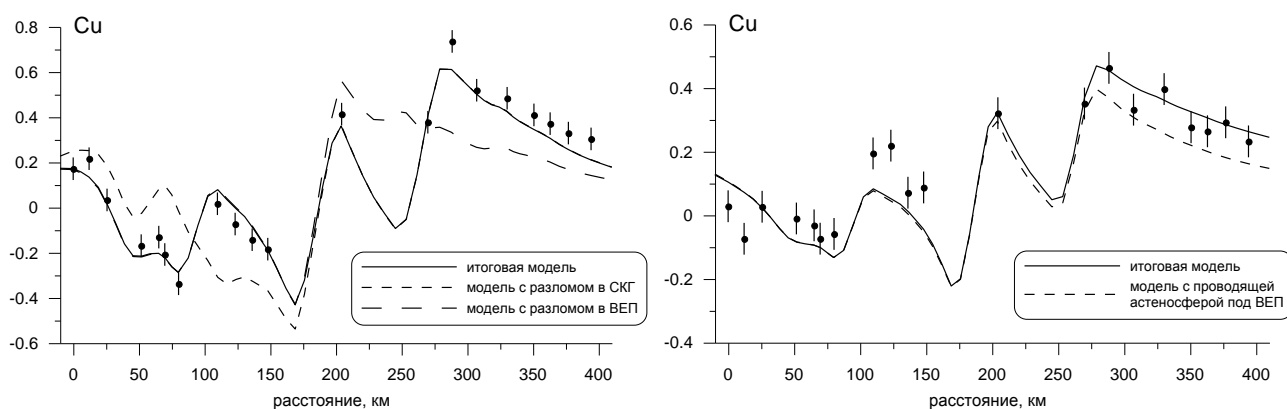 Cu
0.8
0.6
0.4
0.2
0
-0.2
-0.4
-0.6
0 50 100 150 200 250 300 350 400
расстояние, км
итоговая модель
модель с разломом в СКГ
модель с разломом в ВЕП
Cu
0.6
0.4
0.2
0
-0.2
-0.4
0 50 100 150 200 250 300 350 400
расстояние, км
итоговая модель
модель с проводящей
астеносферой под ВЕП